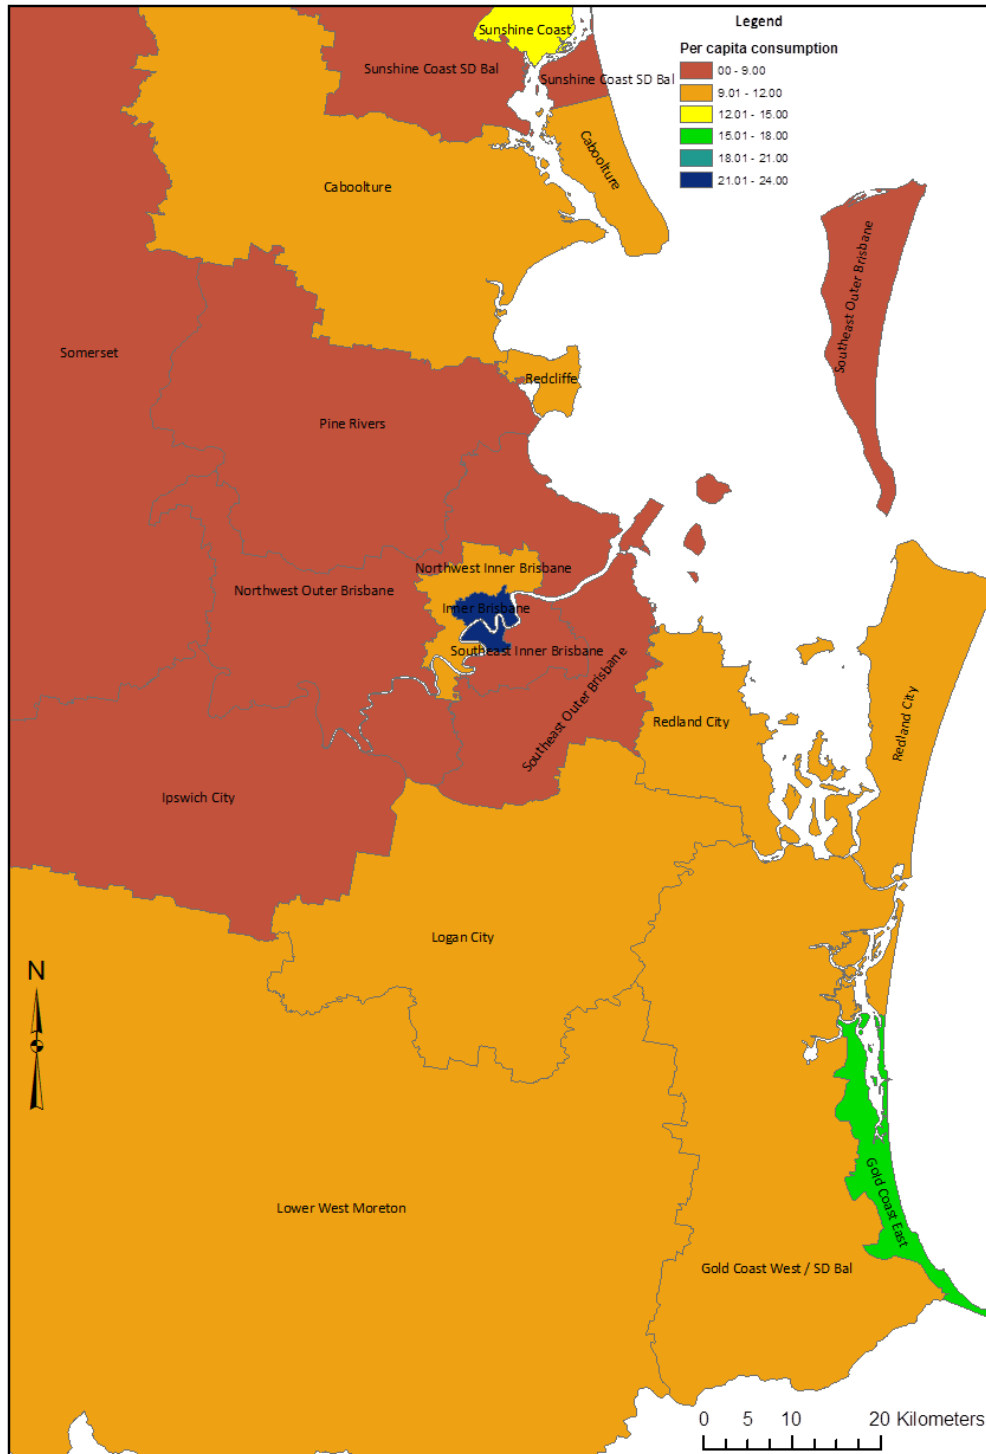 Legend
Per capita consumption
00 - 9.00
9.01 - 12.00
12.01 - 15.00
15.01 - 18.00
18.01 - 21.00
21.01 - 24.00
Sunshine Coast
Sunshine Coast SD Bal
Sunshine Coast SD Bal
Caboolture
Caboolture
Southeast Outer Brisbane
Somerset
Redcliffe
Pine Rivers
Northwest Inner Brisbane
Northwest Outer Brisbane
Inner Brisbane
Southeast Inner Brisbane
Southeast Outer Brisbane
Redland City
Redland City
Ipswich City
Logan City
N
Lower West Moreton
Gold Coast East
Gold Coast West / SD Bal
0 5 10 20 Kilometers